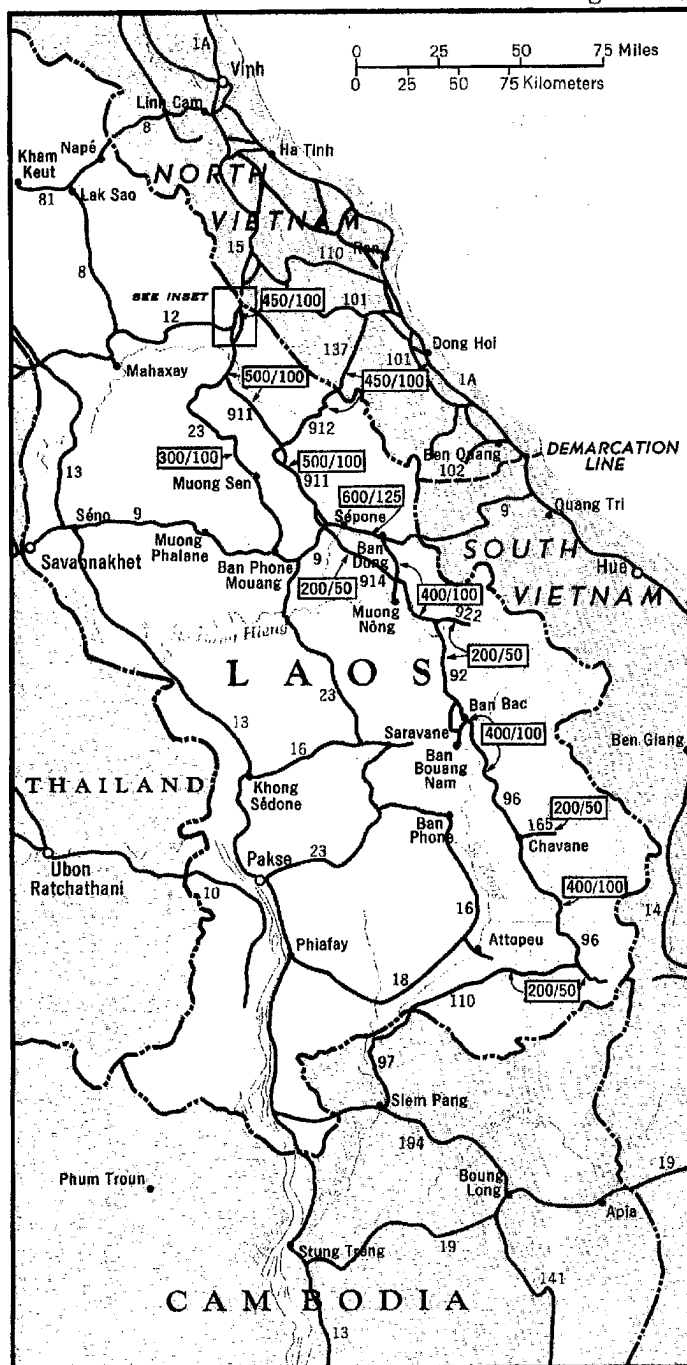 1A
0 25 50 75 Miles
0 25 50 75 Kilometers
Vinh
Linh Cam
8
Napé
Ha Tinh
Kham
Keut
NORTH
VIETNAM
81
Lak Sao
15
110
Ron
8
SEE INSET
450/100
12
101
Dong Hoi
137
101
Mahaxay
500/100
450/100
1A
911
912
23
Ben Quang
DEMARCATION
LINE
300/100
500/100
102
13
911
Muong Sen
600/125
Séno
9
Sépone
9
Quang Tri
Savannakhet
Muong
Phalane
Ban Phone
Mouang
9
Ban
Dong
SOUTH
VIETNAM
Hue
200/50
914
400/100
Muong
Nông
922
Hieng
200/50
LAOS
92
23
Ban Bac
13
Saravane
400/100
16
Ban
Bouang
Nam
Ben Giang
THAILAND
Khong
Sédone
96
200/50
Ban
Phone
165
Chavane
Ubon
Ratchathani
Pakse
23
10
400/100
14
16
Attopeu
96
Phiafay
18
200/50
110
97
Siem Pang
194
Boung
Long
19
Phum Troun
Apia
Stung Treng
19
141
CAMBODIA
13